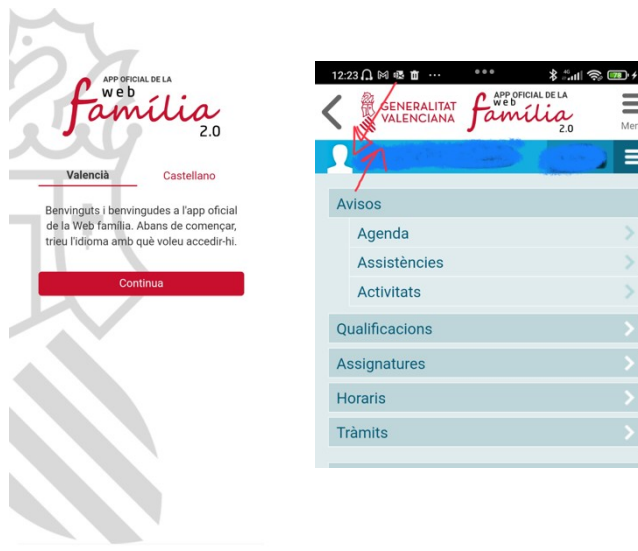 APP OFICIAL DE LA
web
família
2.0
Valencià
Castellano
Benvinguts i benvingudes a l'app oficial
de la Web família. Abans de començar,
trieu l'idioma amb què voleu accedir-hi.
Continua
12:23
GENERALITAT
VALENCIANA
APP OFICIAL DE LA
web
família
2.0
Avisos
Agenda
Assistències
Activitats
Qualificacions
Assignatures
Horaris
Tràmits